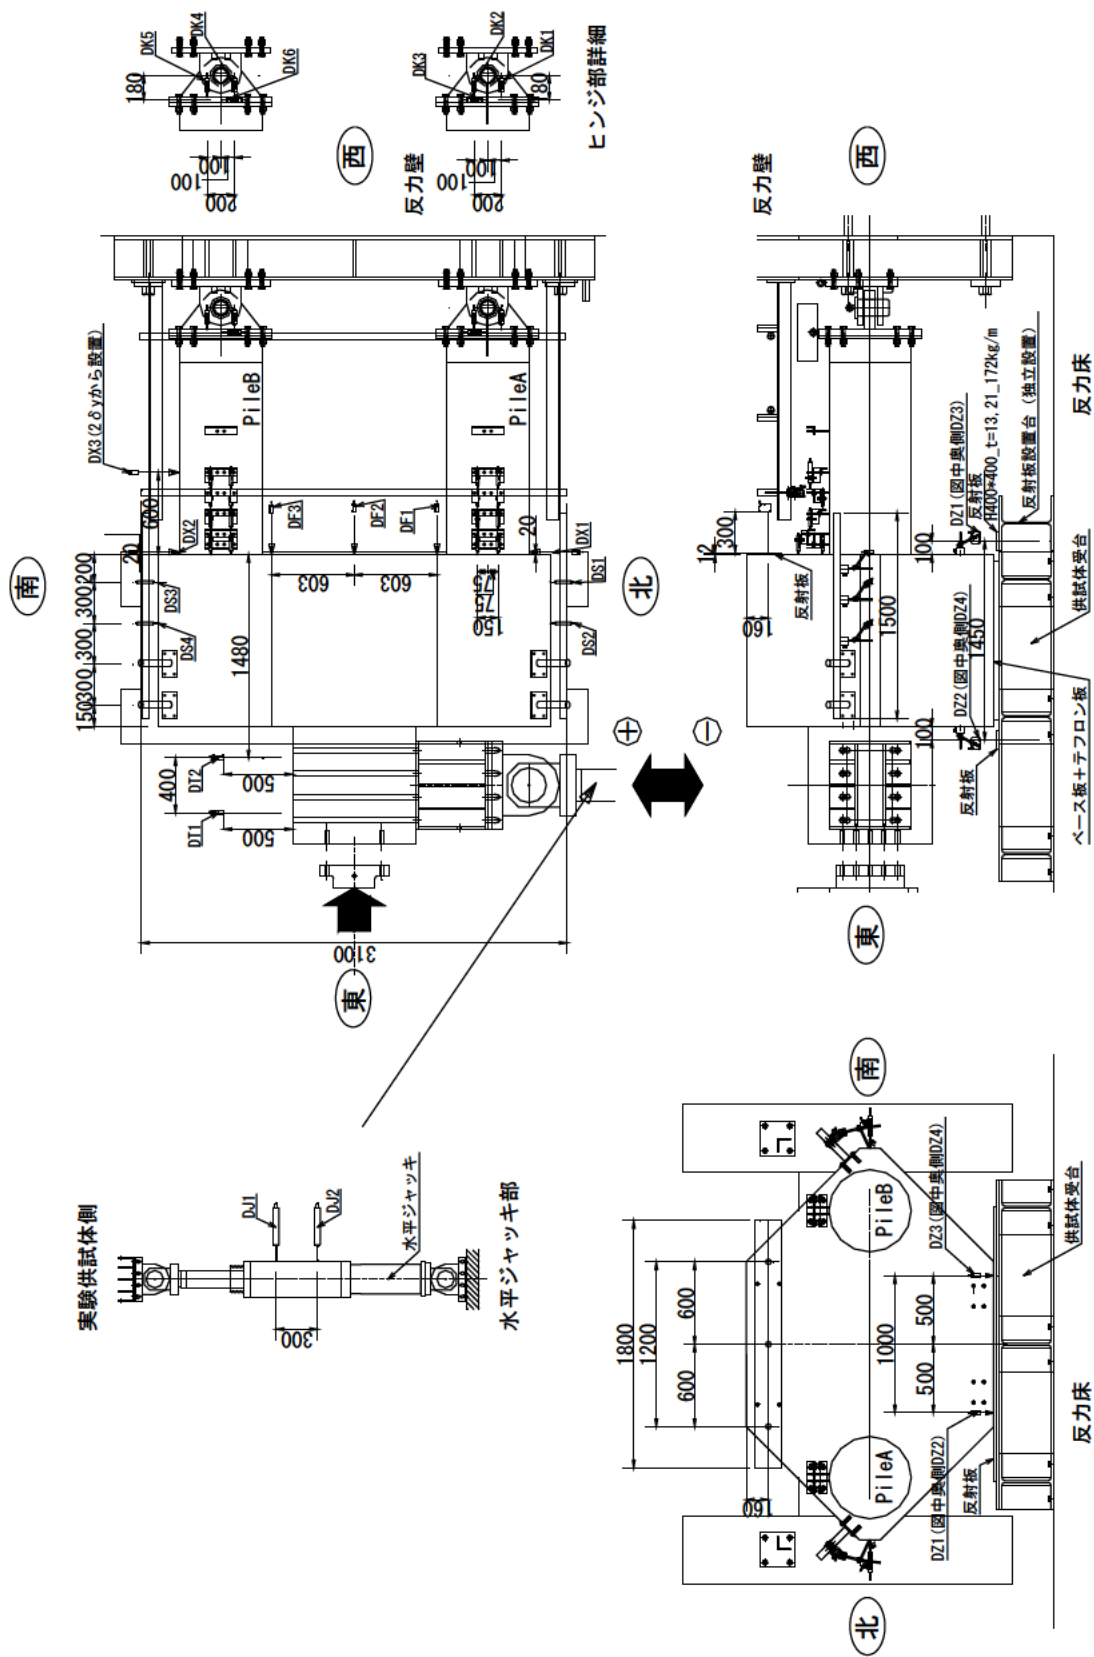 実験供試体側
DJ1
DJ2
300
水平ジャッキ
水平ジャッキ部
南
DX3(2δyから設置)
150
300
300
300
200
20
600
DX2
DS3
DS4
PileB
DF3
DF2
DF1
603
603
1480
400
DT2
DT1
500
500
3100
75
75
150
20
DX1
DS1
DS2
PileA
東
北
西
反力壁
DK5
DK4
DK6
180
100
100
200
DK3
DK2
DK1
180
100
100
200
ヒンジ部詳細
＋
－
反力壁
西
12
300
160
反射板
1500
100
100
1450
DZ1(図中奥側DZ3)
反射板
H400*400_t=13,21_172kg/m
反射板設置台(独立設置)
DZ2(図中奥側DZ4)
反射板
供試体受台
ベース板+テフロン板
反力床
東
南
1800
1200
600
600
160
PileB
PileA
1000
500
500
DZ3(図中奥側DZ4)
DZ1(図中奥側DZ2)
反射板
供試体受台
反力床
北